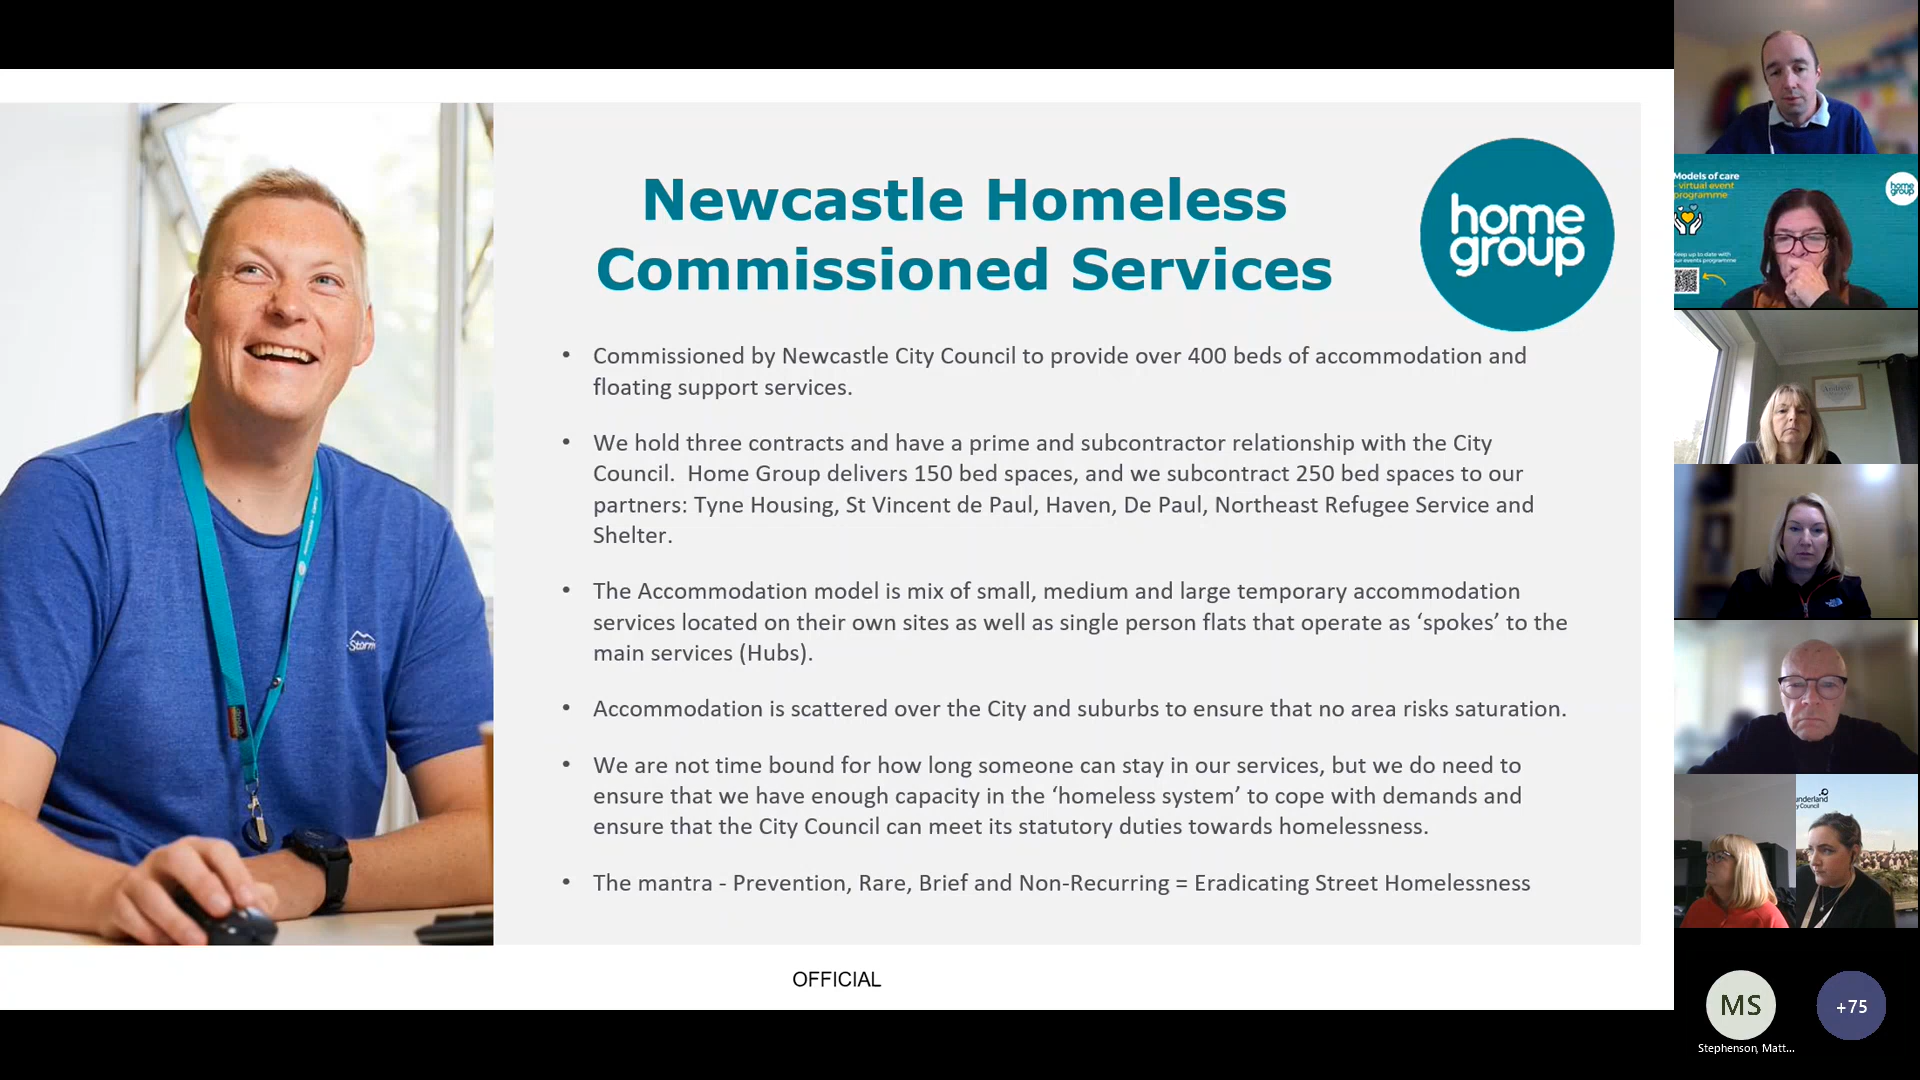 Newcastle Homeless
Commissioned Services
home
group
• Commissioned by Newcastle City Council to provide over 400 beds of accommodation and
floating support services.
• We hold three contracts and have a prime and subcontractor relationship with the City
Council.  Home Group delivers 150 bed spaces, and we subcontract 250 bed spaces to our
partners: Tyne Housing, St Vincent de Paul, Haven, De Paul, Northeast Refugee Service and
Shelter.
• The Accommodation model is mix of small, medium and large temporary accommodation
services located on their own sites as well as single person flats that operate as ‘spokes’ to the
main services (Hubs).
• Accommodation is scattered over the City and suburbs to ensure that no area risks saturation.
• We are not time bound for how long someone can stay in our services, but we do need to
ensure that we have enough capacity in the ‘homeless system’ to cope with demands and
ensure that the City Council can meet its statutory duties towards homelessness.
• The mantra - Prevention, Rare, Brief and Non-Recurring = Eradicating Street Homelessness
OFFICIAL
Storm
Models of care
- virtual event
programme
home
group
Keep up to date with
our events programme
underland
y Council
MS
Stephenson, Matt...
+75